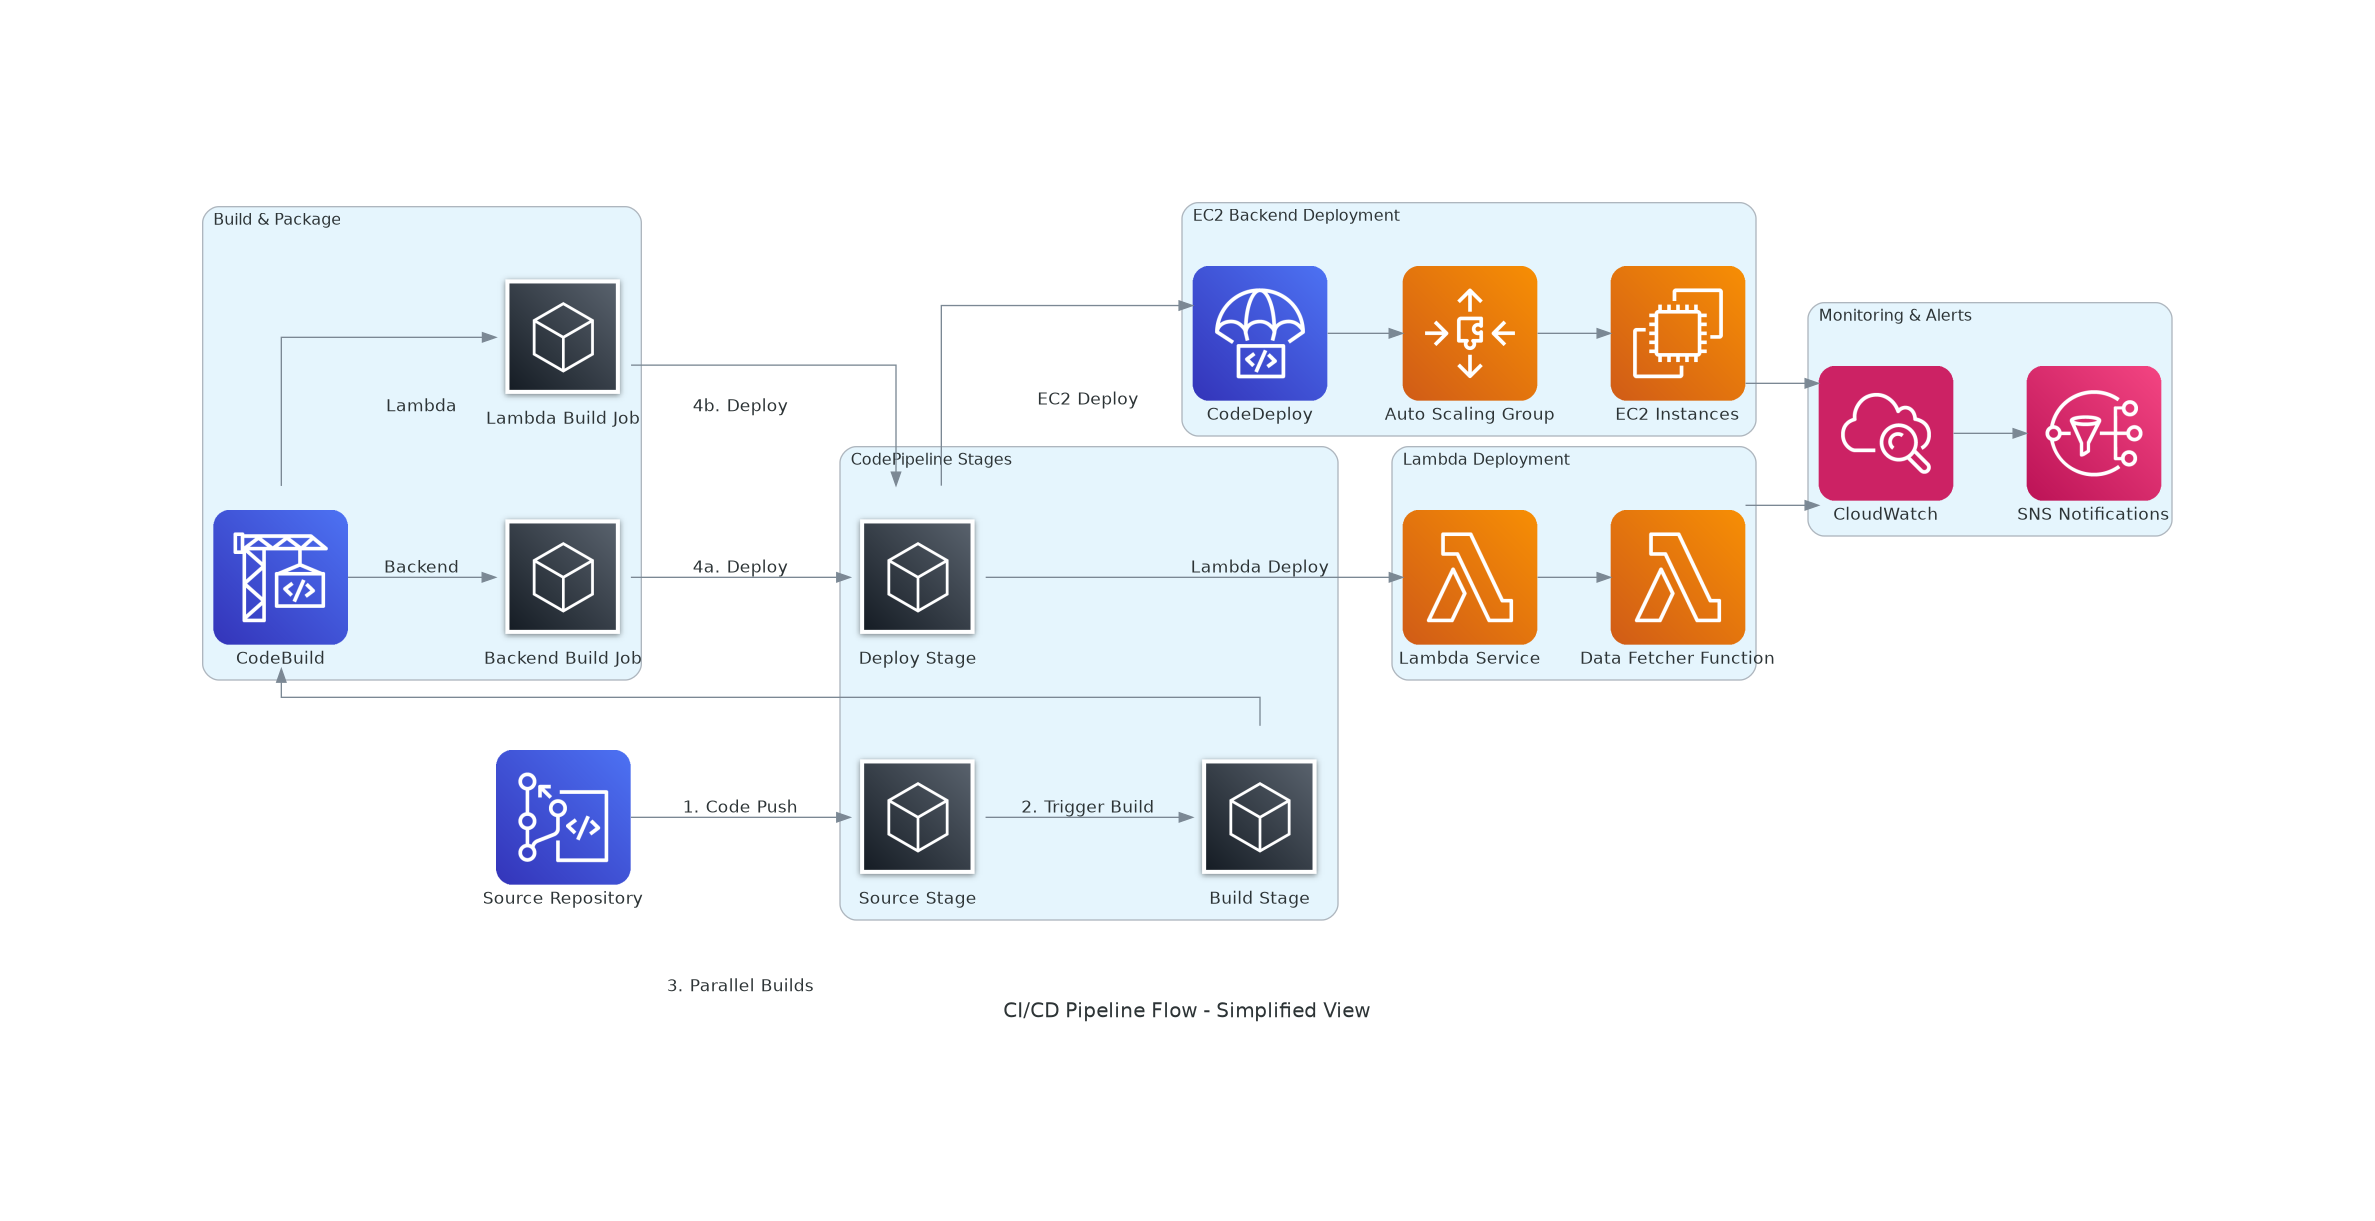 Build & Package
Lambda
Lambda Build Job
CodeBuild
Backend
Backend Build Job
4b. Deploy
4a. Deploy
EC2 Deploy
EC2 Backend Deployment
CodeDeploy
Auto Scaling Group
EC2 Instances
Monitoring & Alerts
CloudWatch
SNS Notifications
CodePipeline Stages
Deploy Stage
Lambda Deploy
Lambda Deployment
Lambda Service
Data Fetcher Function
Source Repository
1. Code Push
Source Stage
2. Trigger Build
Build Stage
3. Parallel Builds
CI/CD Pipeline Flow - Simplified View